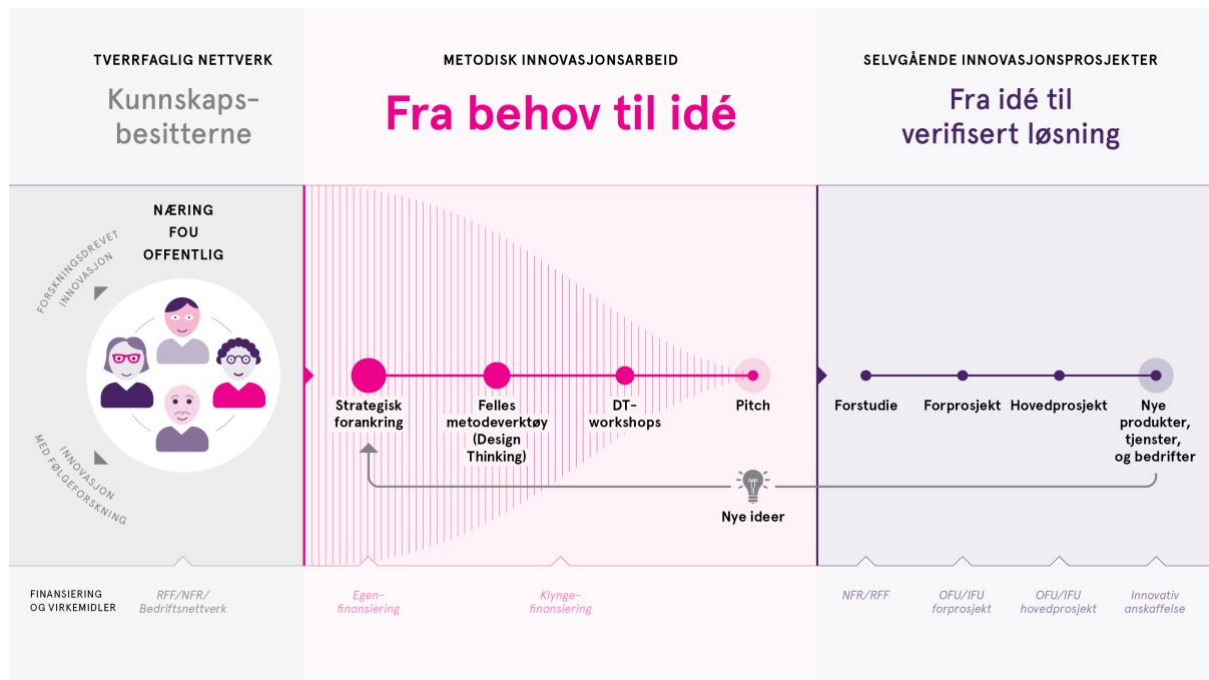 TVERRFAGLIG NETTVERK
Kunnskaps-
besitterne
METODISK INNOVASJONSARBEID
Fra behov til idé
SELVGÅENDE INNOVASJONSPROSJEKTER
Fra idé til
verifisert løsning
NÆRING
FOU
OFFENTLIG
FORSKNINGSDREVET
INNOVASJON
INNOVASJON
MED FØLGEFORSKNING
Strategisk
forankring
Felles
metodeverktøy
(Design
Thinking)
DT-
workshops
Pitch
Nye ideer
Forstudie
Forprosjekt
Hovedprosjekt
Nye
produkter,
tjenster,
og bedrifter
FINANSIERING
OG VIRKEMIDLER
RFF/NFR/
Bedriftsnettverk
Egen-
finansiering
Klynge-
finansiering
NFR/RFF
OFU/IFU
forprosjekt
OFU/IFU
hovedprosjekt
Innovativ
anskaffelse